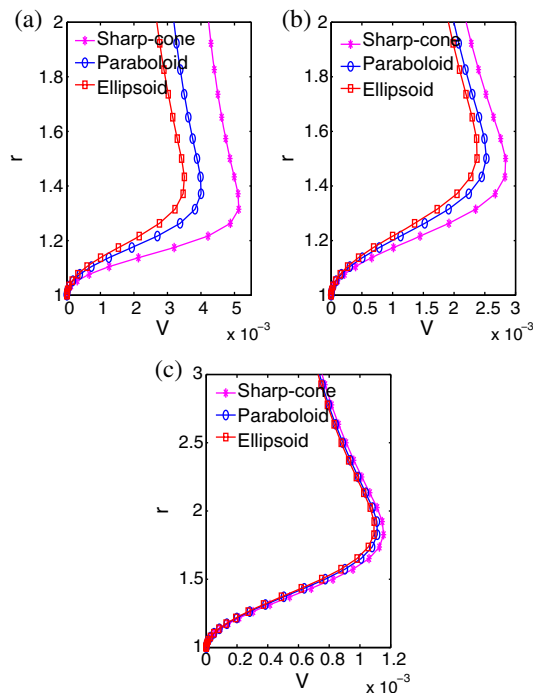 (a)
2
1.8
1.6
1.4
1.2
1
r
Sharp-cone
Paraboloid
Ellipsoid
0 1 2 3 4 5
V
x 10⁻³
(b)
2
1.8
1.6
1.4
1.2
1
r
Sharp-cone
Paraboloid
Ellipsoid
0 0.5 1 1.5 2 2.5 3
V
x 10⁻³
(c)
3
2.5
2
1.5
1
r
Sharp-cone
Paraboloid
Ellipsoid
0 0.2 0.4 0.6 0.8 1 1.2
V
x 10⁻³